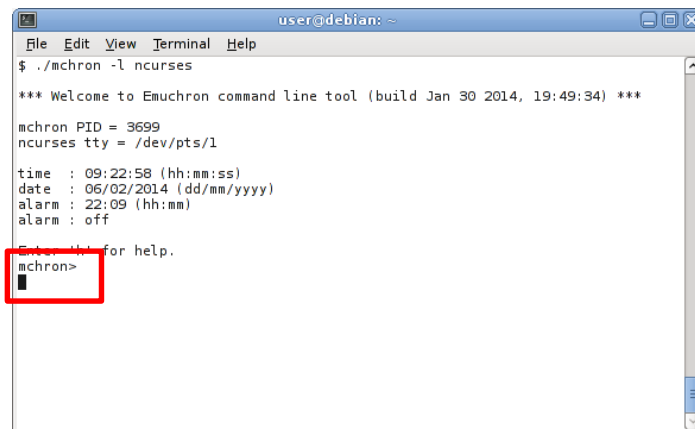 user@debian: ~
File Edit View Terminal Help
$ ./mchron -l ncurses
*** Welcome to Emuchron command line tool (build Jan 30 2014, 19:49:34) ***
mchron PID = 3699
ncurses tty = /dev/pts/1
time : 09:22:58 (hh:mm:ss)
date : 06/02/2014 (dd/mm/yyyy)
alarm : 22:09 (hh:mm)
alarm : off
Enter 'h' for help.
mchron>